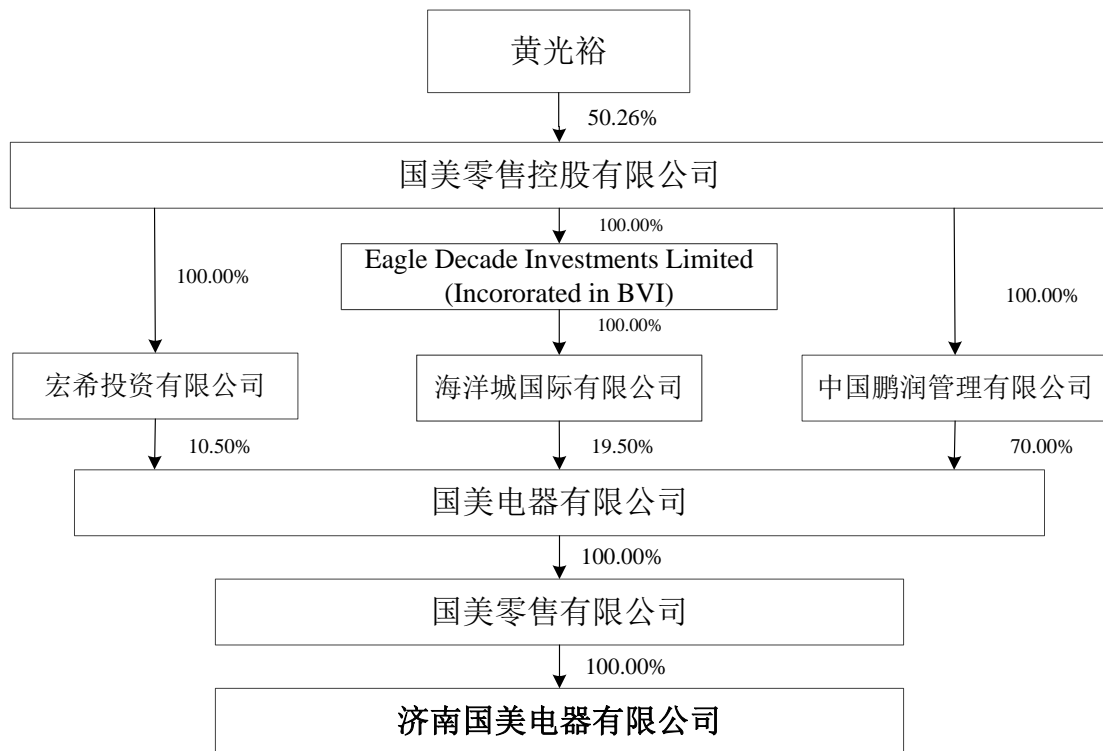 黄光裕
50.26%
国美零售控股有限公司
100.00%
100.00%
100.00%
Eagle Decade Investments Limited
(Incororated in BVI)
100.00%
宏希投资有限公司
海洋城国际有限公司
中国鹏润管理有限公司
10.50%
19.50%
70.00%
国美电器有限公司
100.00%
国美零售有限公司
100.00%
济南国美电器有限公司